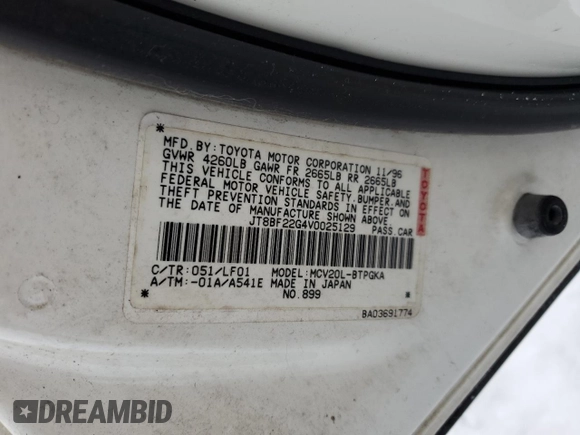 MFD. BY: TOYOTA MOTOR CORPORATION 11/96
GVWR 4260LB GAWR FR 2665LB RR 2665LB
THIS VEHICLE CONFORMS TO ALL APPLICABLE
FEDERAL MOTOR VEHICLE SAFETY, BUMPER, AND
THEFT PREVENTION STANDARDS IN EFFECT ON
THE DATE OF MANUFACTURE SHOWN ABOVE.
JT8BF22G4V0025129 PASS.CAR
C/TR: 051/LF01 MODEL: MCV20L-BTPGKA
A/TM: -01A/A541E MADE IN JAPAN
NO.899
BA03691774
TOYOTA
DREAMBID